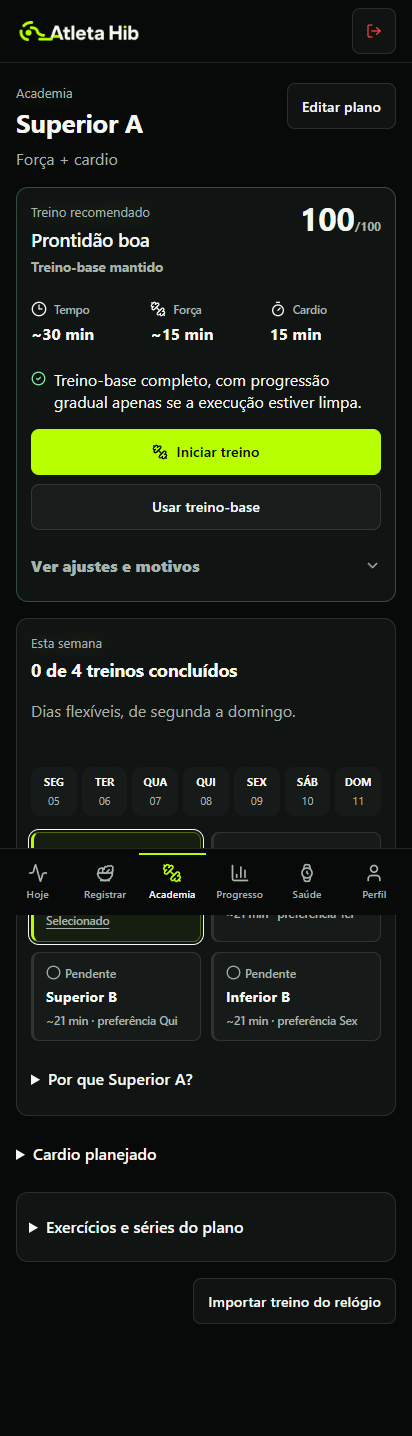 Atleta Hib
Academia
Editar plano
Superior A
Força + cardio
Treino recomendado
100/100
Prontidão boa
Treino-base mantido
Tempo
Força
Cardio
~30 min
~15 min
15 min
Treino-base completo, com progressão
gradual apenas se a execução estiver limpa.
Iniciar treino
Usar treino-base
Ver ajustes e motivos
Esta semana
0 de 4 treinos concluídos
Dias flexíveis, de segunda a domingo.
SEG TER QUA QUI SEX SÁB DOM
05 06 07 08 09 10 11
Hoje Registrar Academia Progresso Saúde Perfil
Selecionado
~21 min · preferência Ter
Pendente
Superior B
~21 min · preferência Qui
Pendente
Inferior B
~21 min · preferência Sex
Por que Superior A?
Cardio planejado
Exercícios e séries do plano
Importar treino do relógio